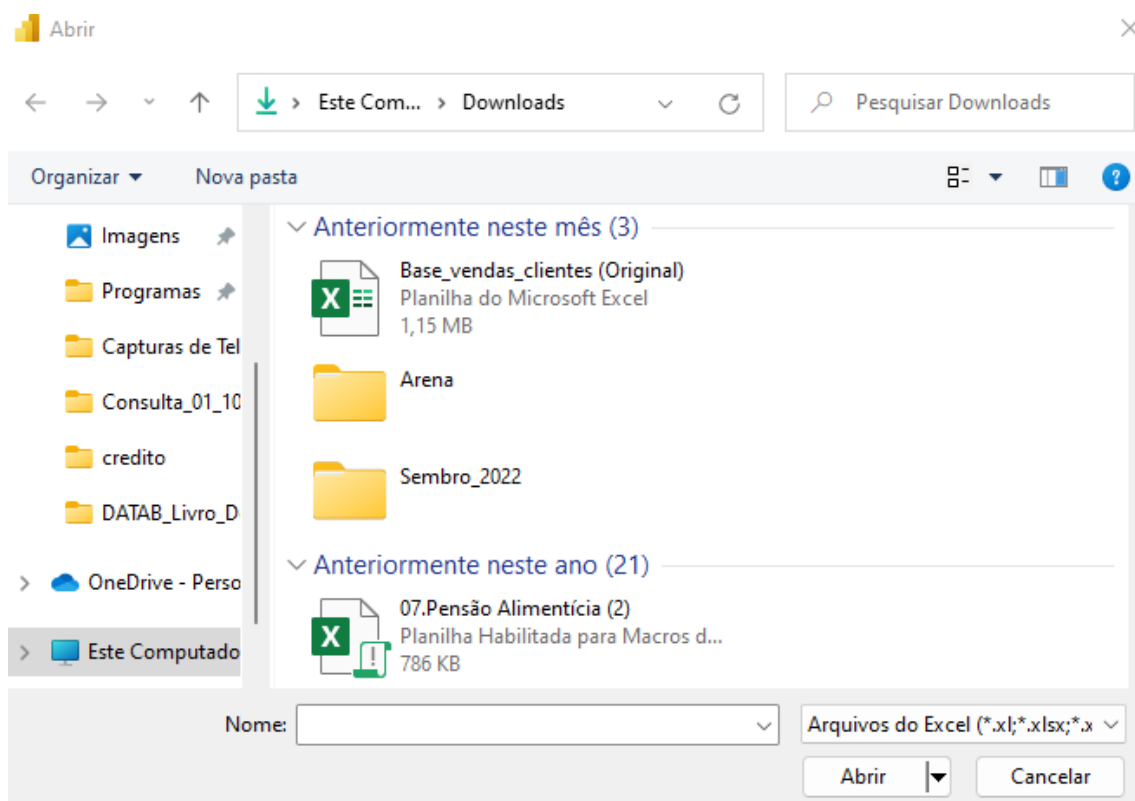 Abrir
Este Com... > Downloads
Pesquisar Downloads
Organizar
Nova pasta
Imagens
Programas
Capturas de Tel
Consulta_01_10
credito
DATAB_Livro_D
OneDrive - Perso
Este Computado
Anteriormente neste mês (3)
Base_vendas_clientes (Original)
Planilha do Microsoft Excel
1,15 MB
Arena
Sembro_2022
Anteriormente neste ano (21)
07.Pensão Alimentícia (2)
Planilha Habilitada para Macros d...
786 KB
Nome:
Arquivos do Excel (*.xl;*.xlsx;*.x
Abrir
Cancelar